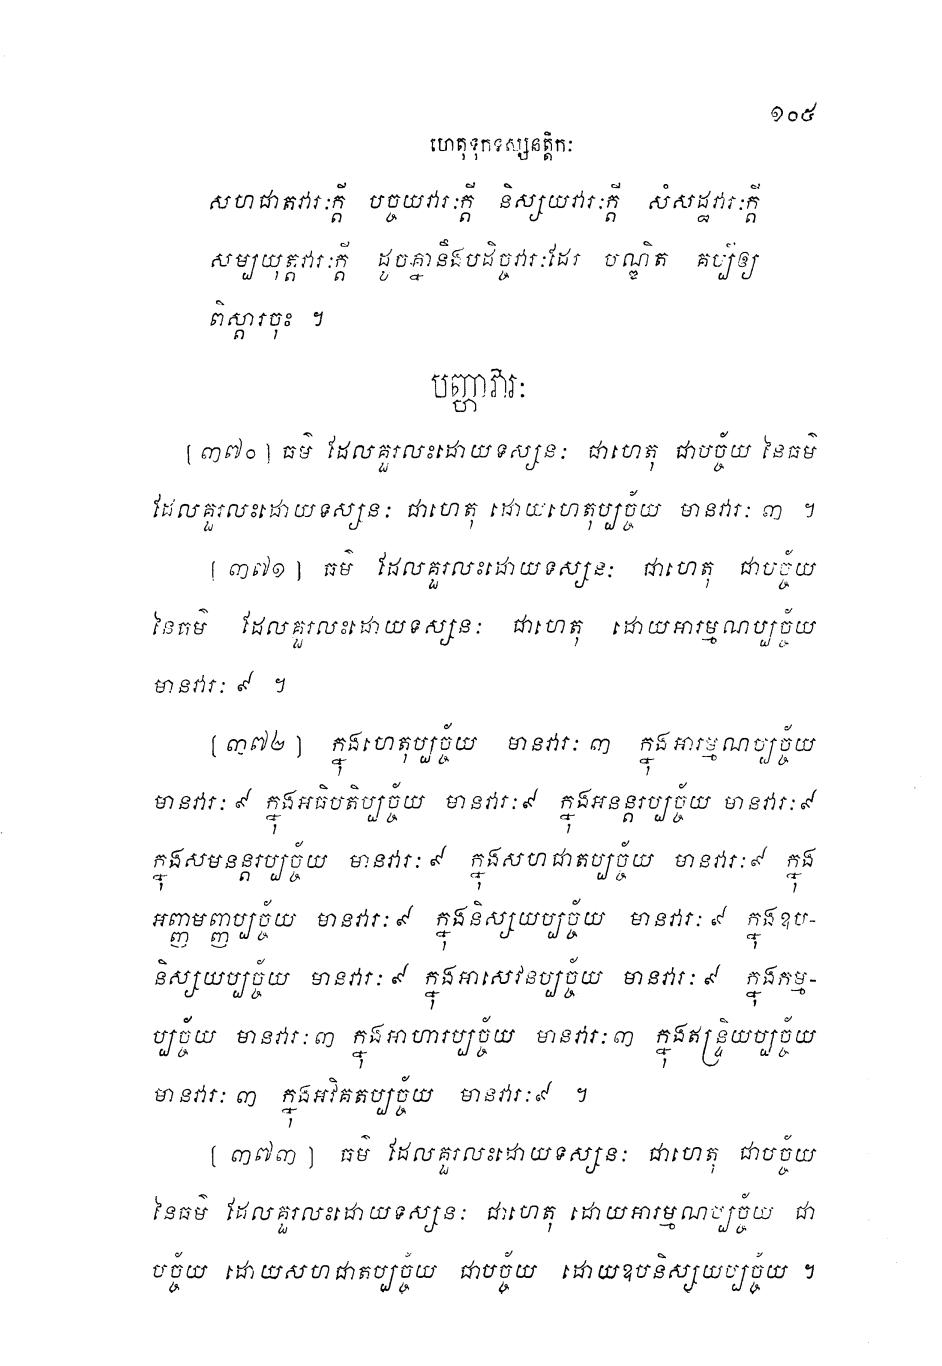 ១០៥
ហេតុទុកទស្សនត្តិកៈ
សហជាតវារៈក្ដី បច្ចយវារៈក្ដី និស្សយវារៈក្ដី សំសដ្ឋវារៈក្ដី
សម្បយុត្តវារៈក្ដី ដូចគ្នានឹងបដិច្ចវារៈដែរ បណ្ឌិត គប្បីឲ្យ
ពិស្ដារចុះ ។
បញ្ហាវារៈ
[៣៧០] ធម៌ ដែលគួរលះដោយទស្សនៈ ជាហេតុ ជាបច្ច័យ នៃធម៌
ដែលគួរលះដោយទស្សនៈ ជាហេតុ ដោយហេតុប្បច្ច័យ មានវារៈ ៣ ។
[៣៧១] ធម៌ ដែលគួរលះដោយទស្សនៈ ជាហេតុ ជាបច្ច័យ
នៃធម៌ ដែលគួរលះដោយទស្សនៈ ជាហេតុ ដោយអារម្មណប្បច្ច័យ
មានវារៈ ៩ ។
[៣៧២] ក្នុងហេតុប្បច្ច័យ មានវារៈ ៣ ក្នុងអារម្មណប្បច្ច័យ
មានវារៈ ៩ ក្នុងអធិបតិប្បច្ច័យ មានវារៈ ៩ ក្នុងអនន្តរប្បច្ច័យ មានវារៈ ៩
ក្នុងសមនន្តរប្បច្ច័យ មានវារៈ ៩ ក្នុងសហជាតប្បច្ច័យ មានវារៈ ៩ ក្នុង
អញ្ញមញ្ញប្បច្ច័យ មានវារៈ ៩ ក្នុងនិស្សយប្បច្ច័យ មានវារៈ ៩ ក្នុងឧប-
និស្សយប្បច្ច័យ មានវារៈ ៩ ក្នុងអាសេវនប្បច្ច័យ មានវារៈ ៩ ក្នុងកម្ម-
ប្បច្ច័យ មានវារៈ ៣ ក្នុងអាហារប្បច្ច័យ មានវារៈ ៣ ក្នុងឥន្ទ្រិយប្បច្ច័យ
មានវារៈ ៣ ក្នុងអវិគតប្បច្ច័យ មានវារៈ ៩ ។
[៣៧៣] ធម៌ ដែលគួរលះដោយទស្សនៈ ជាហេតុ ជាបច្ច័យ
នៃធម៌ ដែលគួរលះដោយទស្សនៈ ជាហេតុ ដោយអារម្មណប្បច្ច័យ ជា
បច្ច័យ ដោយសហជាតប្បច្ច័យ ជាបច្ច័យ ដោយឧបនិស្សយប្បច្ច័យ ។